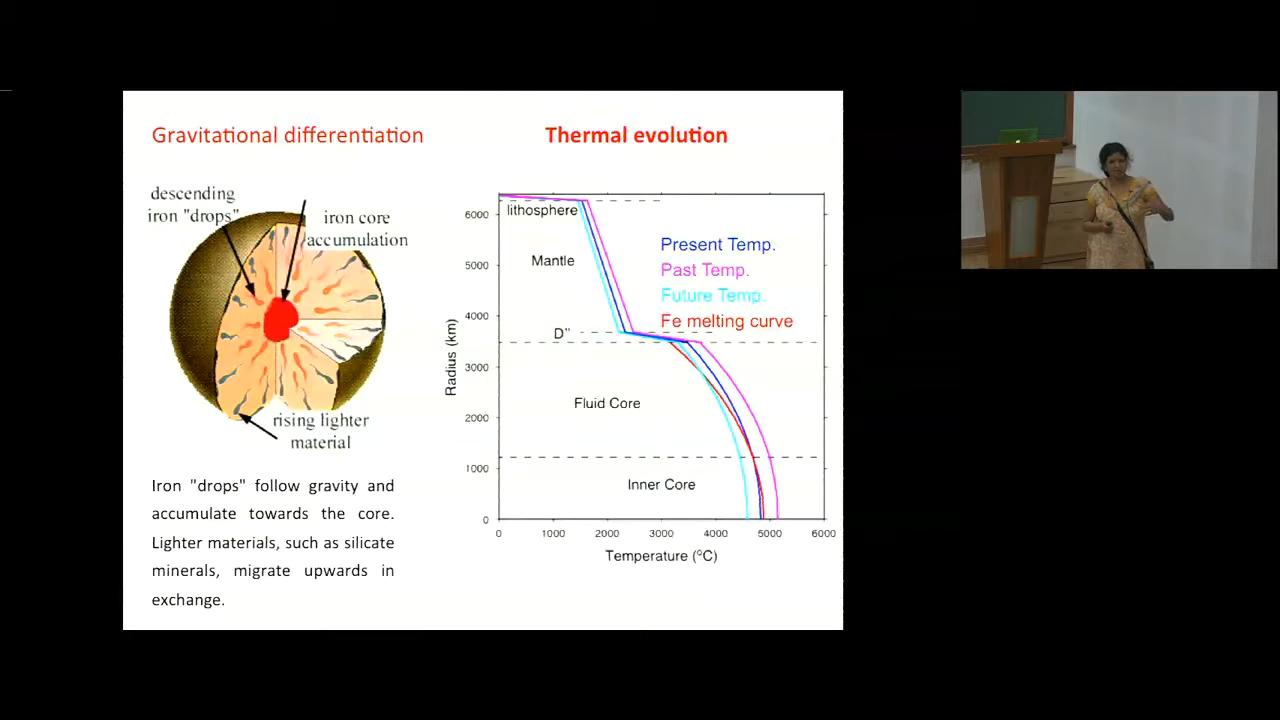 Gravitational differentiation
Thermal evolution
descending
iron "drops"
iron core
accumulation
rising lighter
material
Iron "drops" follow gravity and
accumulate towards the core.
Lighter materials, such as silicate
minerals, migrate upwards in
exchange.
Radius (km)
6000
5000
4000
3000
2000
1000
0
lithosphere
Mantle
D"
Fluid Core
Inner Core
Present Temp.
Past Temp.
Future Temp.
Fe melting curve
0 1000 2000 3000 4000 5000 6000
Temperature (°C)